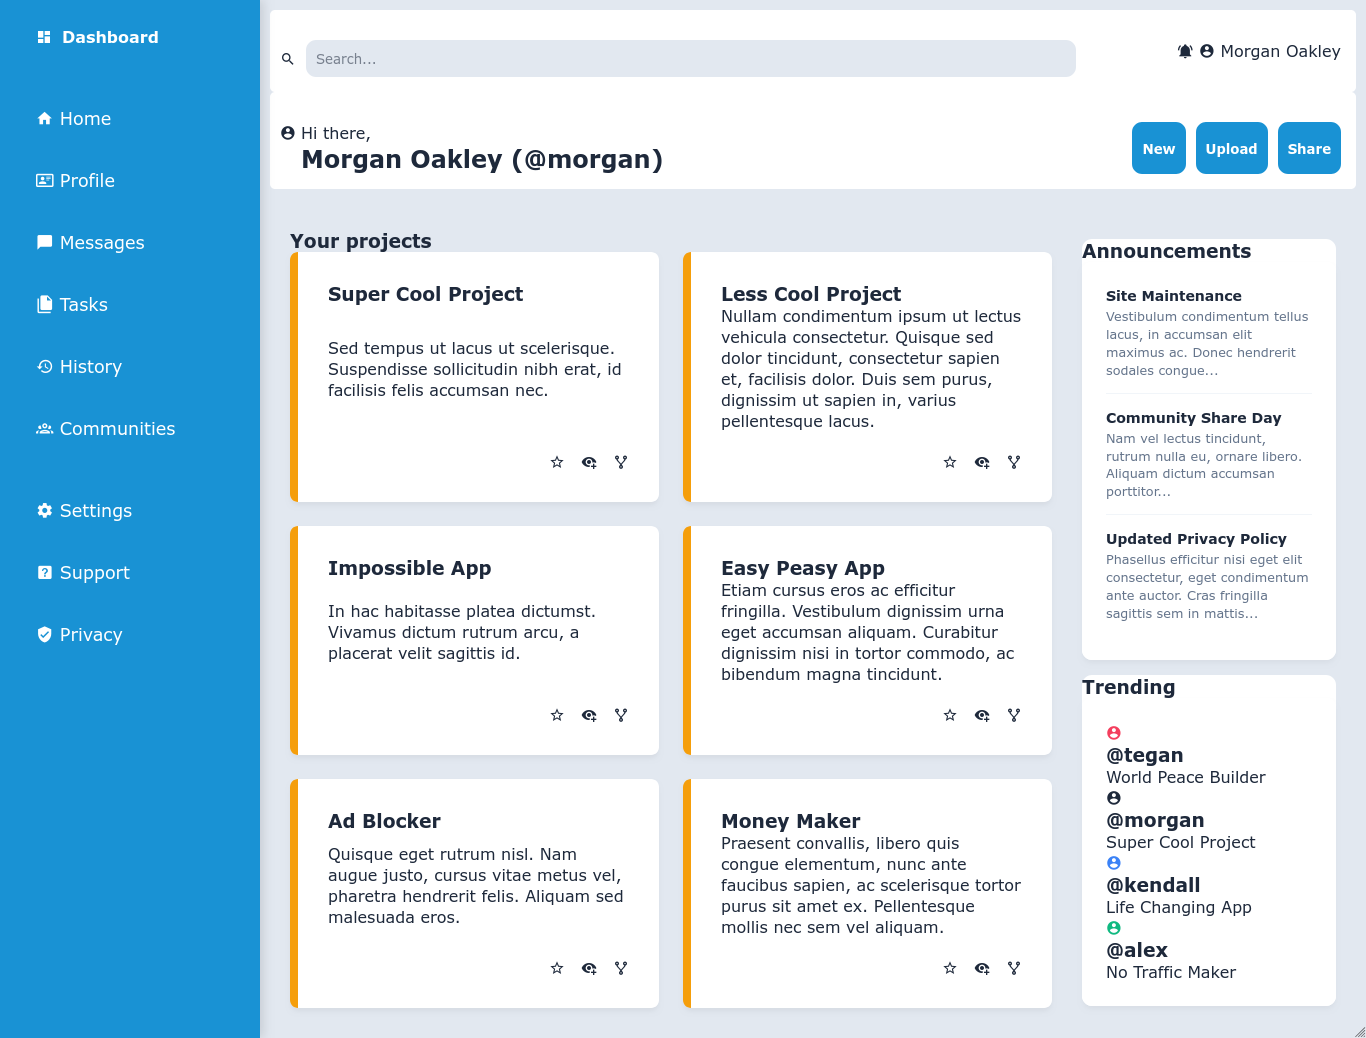 Dashboard
Home
Profile
Messages
Tasks
History
Communities
Settings
Support
Privacy
Search...
Morgan Oakley
Hi there,
Morgan Oakley (@morgan)
New
Upload
Share
Your projects
Super Cool Project
Sed tempus ut lacus ut scelerisque.
Suspendisse sollicitudin nibh erat, id
facilisis felis accumsan nec.
Less Cool Project
Nullam condimentum ipsum ut lectus
vehicula consectetur. Quisque sed
dolor tincidunt, consectetur sapien
et, facilisis dolor. Duis sem purus,
dignissim ut sapien in, varius
pellentesque lacus.
Impossible App
In hac habitasse platea dictumst.
Vivamus dictum rutrum arcu, a
placerat velit sagittis id.
Easy Peasy App
Etiam cursus eros ac efficitur
fringilla. Vestibulum dignissim urna
eget accumsan aliquam. Curabitur
dignissim nisi in tortor commodo, ac
bibendum magna tincidunt.
Ad Blocker
Quisque eget rutrum nisl. Nam
augue justo, cursus vitae metus vel,
pharetra hendrerit felis. Aliquam sed
malesuada eros.
Money Maker
Praesent convallis, libero quis
congue elementum, nunc ante
faucibus sapien, ac scelerisque tortor
purus sit amet ex. Pellentesque
mollis nec sem vel aliquam.
Announcements
Site Maintenance
Vestibulum condimentum tellus
lacus, in accumsan elit
maximus ac. Donec hendrerit
sodales congue...
Community Share Day
Nam vel lectus tincidunt,
rutrum nulla eu, ornare libero.
Aliquam dictum accumsan
porttitor...
Updated Privacy Policy
Phasellus efficitur nisi eget elit
consectetur, eget condimentum
ante auctor. Cras fringilla
sagittis sem in mattis...
Trending
@tegan
World Peace Builder
@morgan
Super Cool Project
@kendall
Life Changing App
@alex
No Traffic Maker